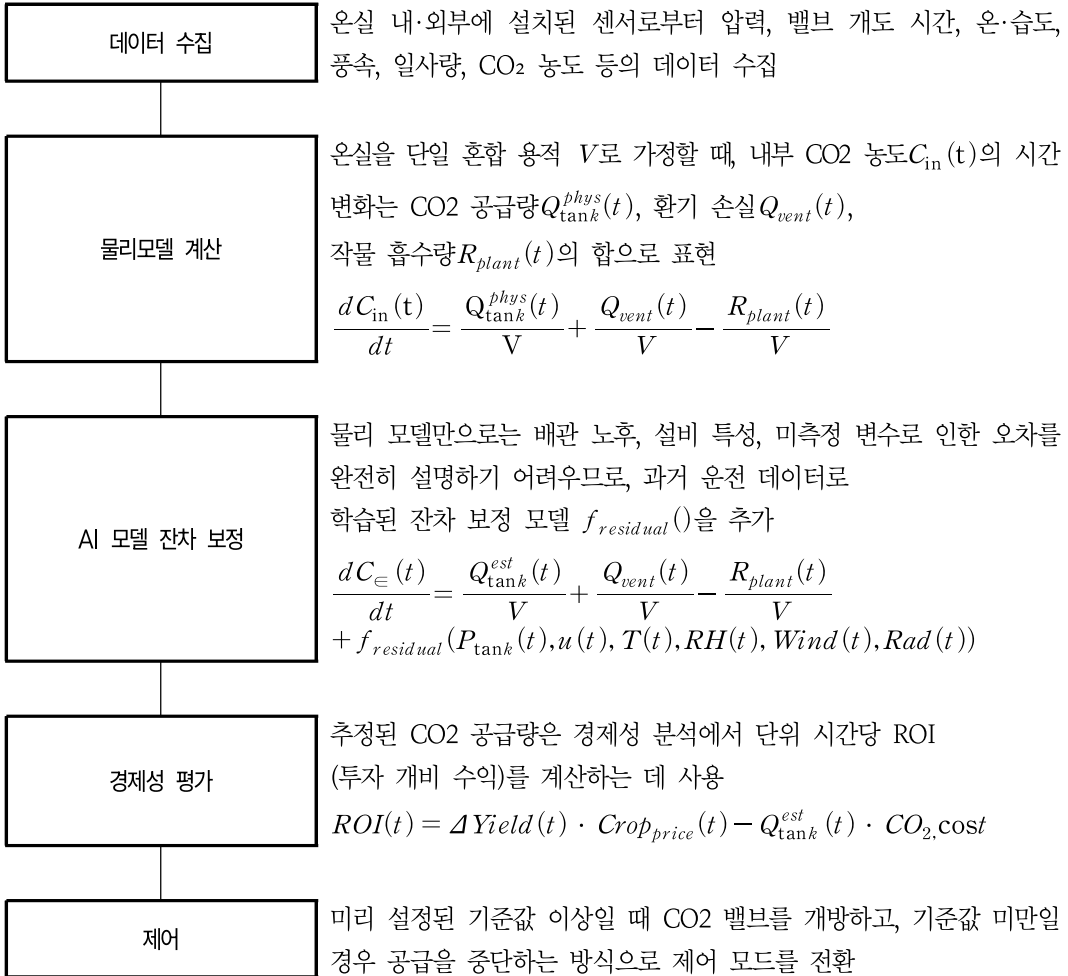 데이터 수집
온실 내·외부에 설치된 센서로부터 압력, 밸브 개도 시간, 온·습도,
풍속, 일사량, CO₂ 농도 등의 데이터 수집
물리모델 계산
온실을 단일 혼합 용적 V로 가정할 때, 내부 CO2 농도C_in(t)의 시간
변화는 CO2 공급량Q_tank^phys(t), 환기 손실Q_vent(t),
작물 흡수량R_plant(t)의 합으로 표현
dC_in(t)/dt = Q_tank^phys(t)/V + Q_vent(t)/V − R_plant(t)/V
AI 모델 잔차 보정
물리 모델만으로는 배관 노후, 설비 특성, 미측정 변수로 인한 오차를
완전히 설명하기 어려우므로, 과거 운전 데이터로
학습된 잔차 보정 모델 f_residual()을 추가
dC_∈(t)/dt = Q_tank^est(t)/V + Q_vent(t)/V − R_plant(t)/V
+ f_residual(P_tank(t), u(t), T(t), RH(t), Wind(t), Rad(t))
경제성 평가
추정된 CO2 공급량은 경제성 분석에서 단위 시간당 ROI
(투자 개비 수익)를 계산하는 데 사용
ROI(t) = ΔYield(t) · Crop_price(t) − Q_tank^est(t) · CO_2,cost
제어
미리 설정된 기준값 이상일 때 CO2 밸브를 개방하고, 기준값 미만일
경우 공급을 중단하는 방식으로 제어 모드를 전환